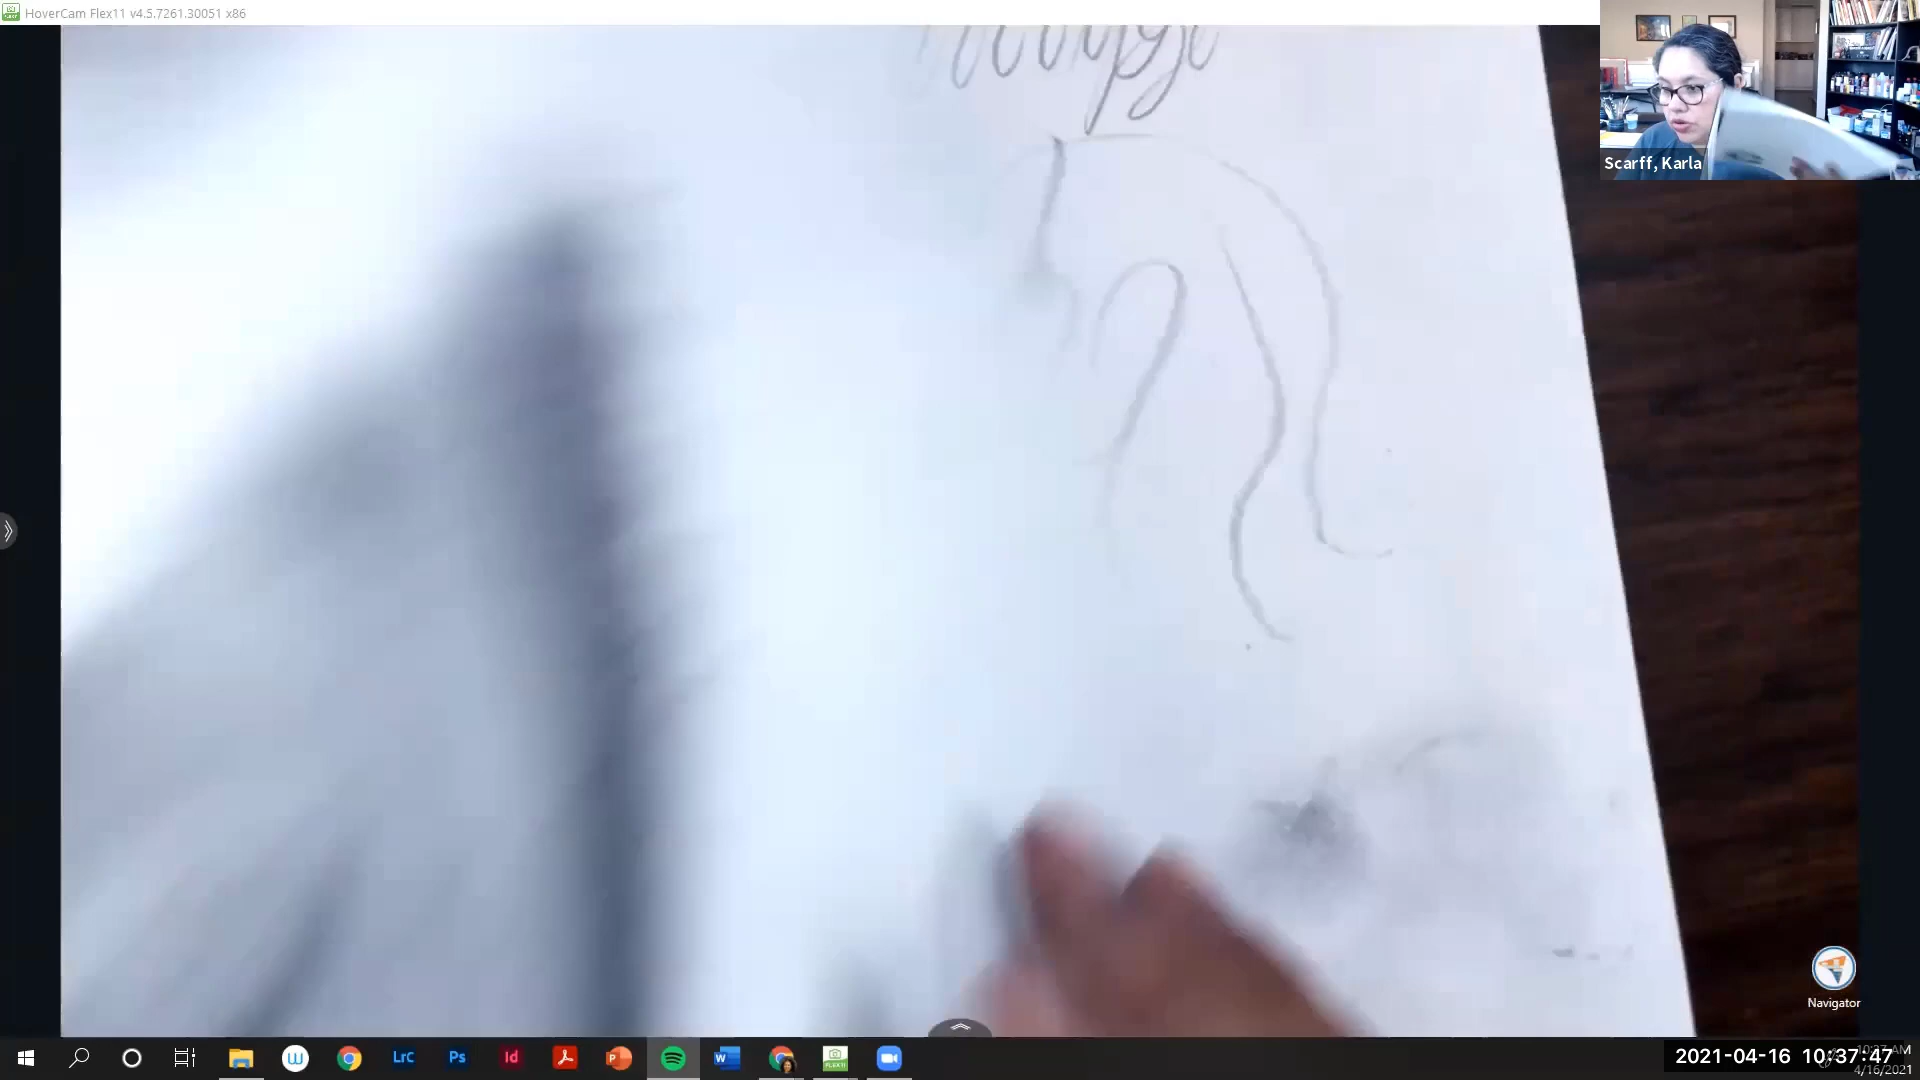 HoverCam Flex11 v4.5.7261.30051 x86
Scarff, Karla
Navigator
W
LrC
Ps
Id
FLEX11
2021-04-16 10:37:47
4/16/2021